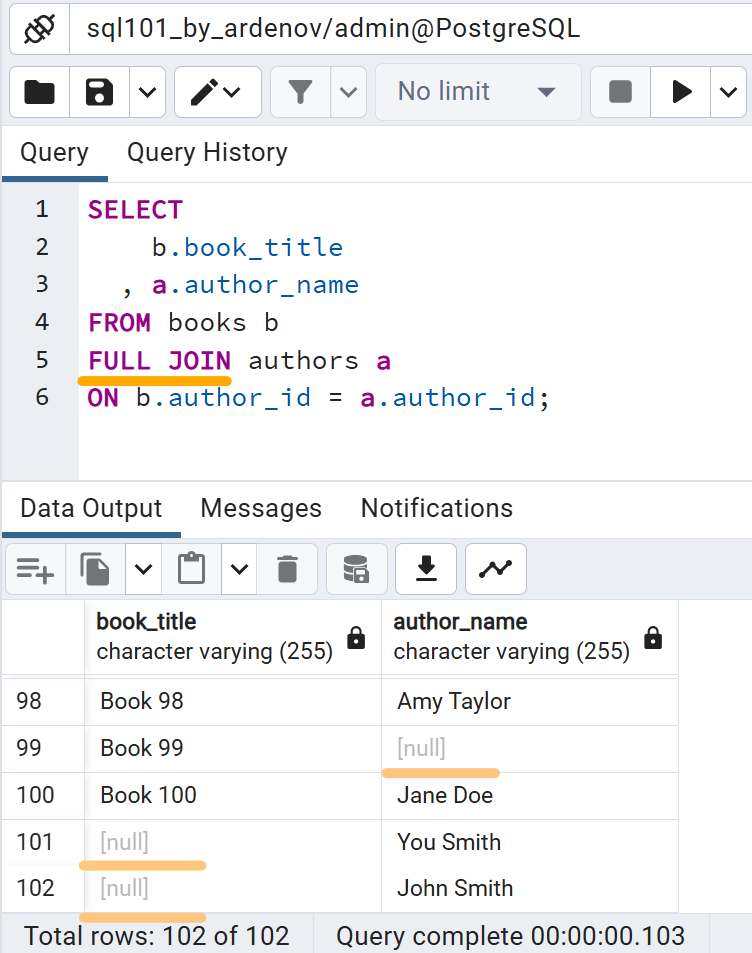 sql101_by_ardenov/admin@PostgreSQL
No limit
Query Query History
1 SELECT
2 b.book_title
3 , a.author_name
4 FROM books b
5 FULL JOIN authors a
6 ON b.author_id = a.author_id;
Data Output Messages Notifications
book_title author_name
character varying (255) character varying (255)
98 Book 98 Amy Taylor
99 Book 99 [null]
100 Book 100 Jane Doe
101 [null] You Smith
102 [null] John Smith
Total rows: 102 of 102 Query complete 00:00:00.103